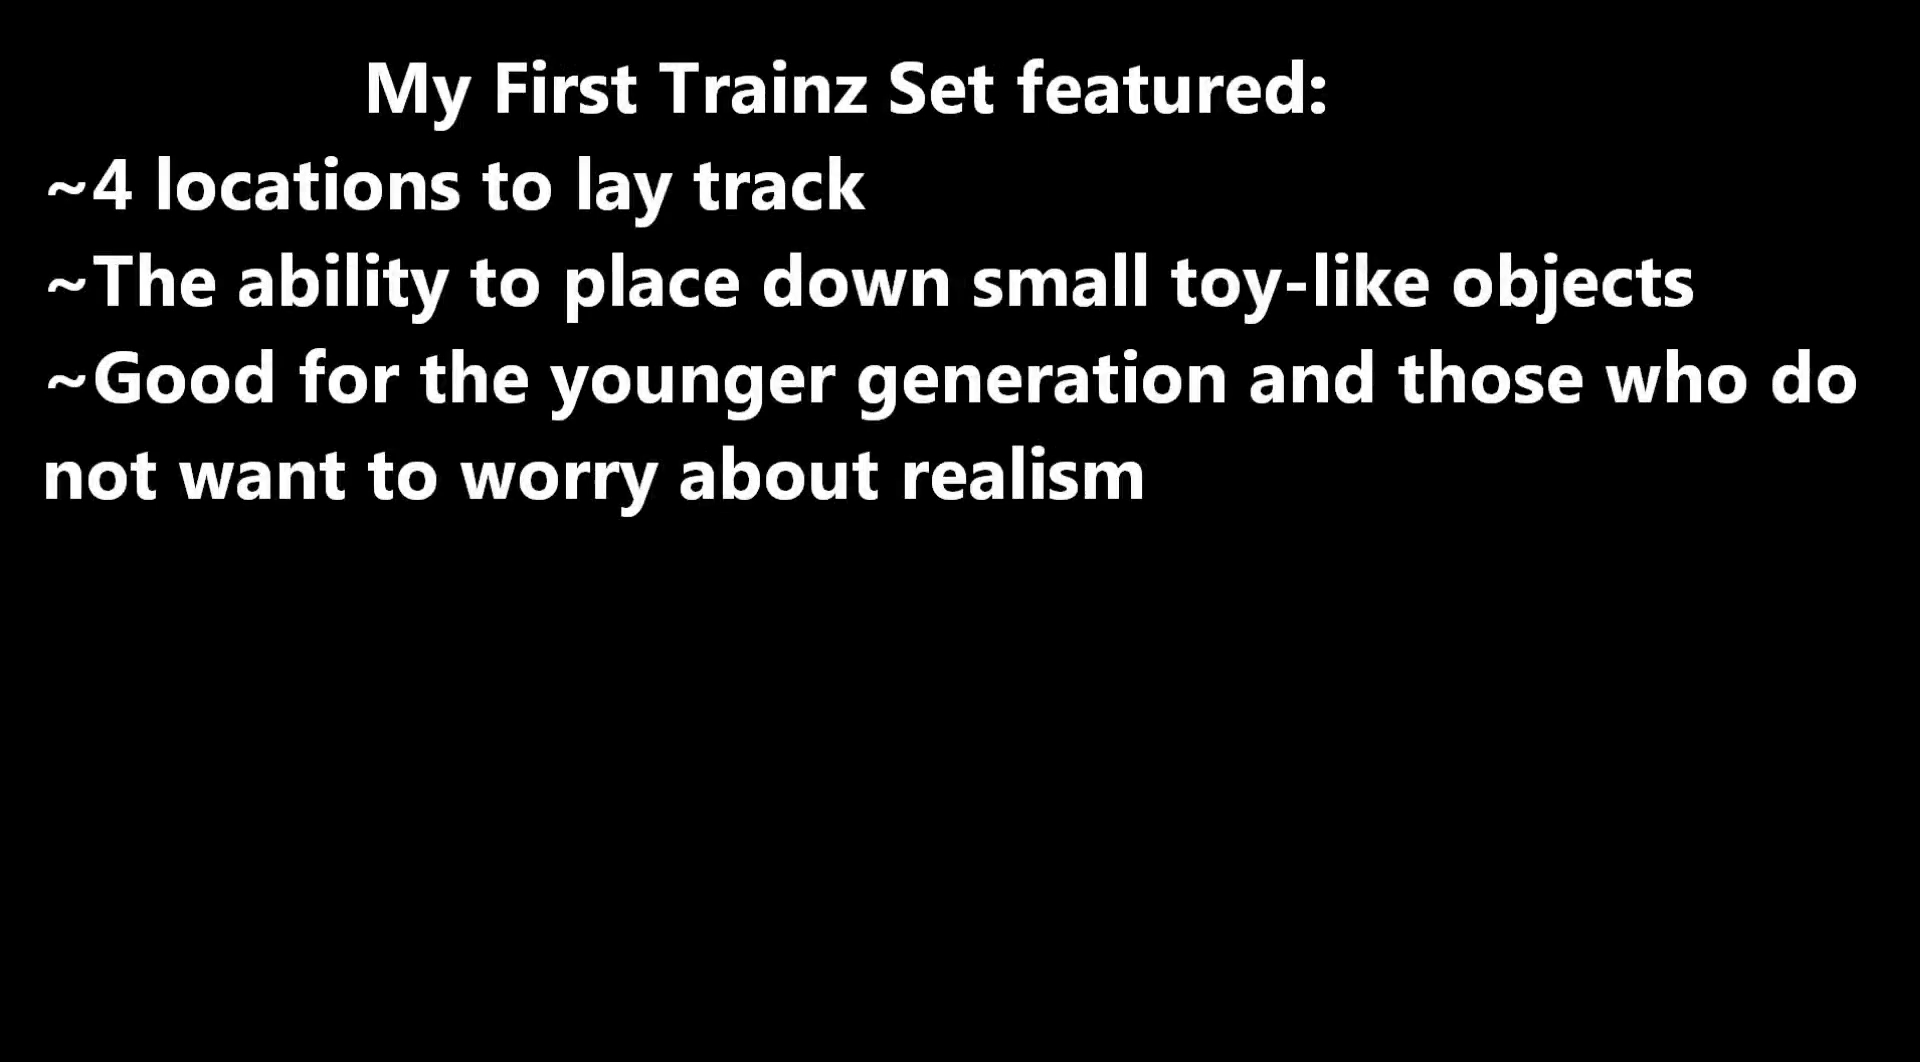 My First Trainz Set featured:
~4 locations to lay track
~The ability to place down small toy-like objects
~Good for the younger generation and those who do
not want to worry about realism